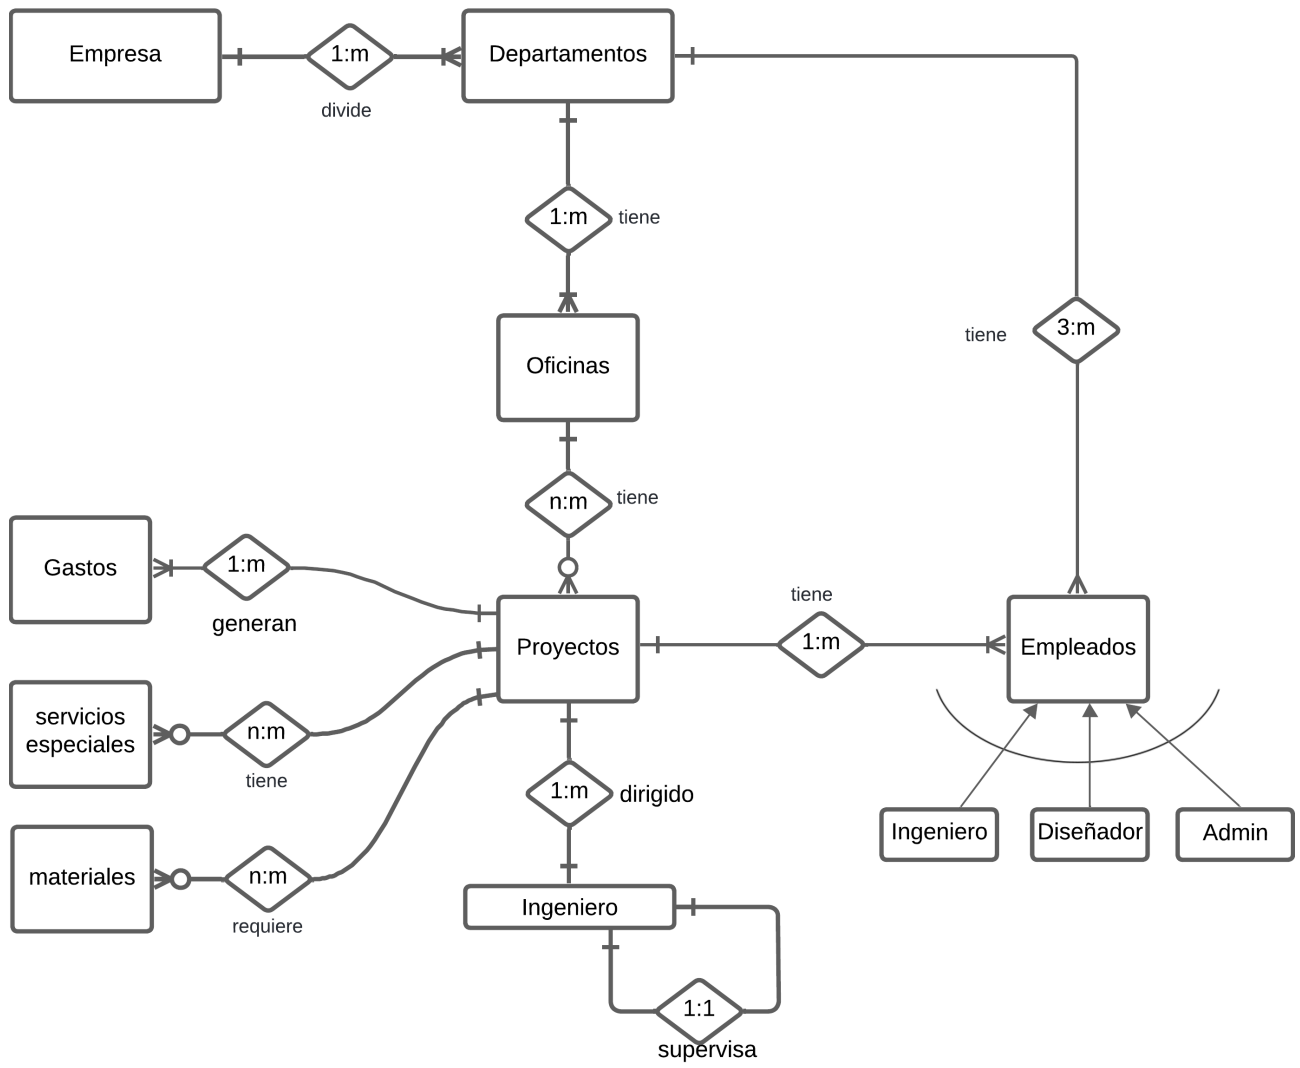 Empresa
1:m
divide
Departamentos
1:m
tiene
tiene
3:m
Oficinas
n:m
tiene
Gastos
1:m
generan
Proyectos
tiene
1:m
Empleados
servicios
especiales
n:m
tiene
1:m
dirigido
Ingeniero
Diseñador
Admin
materiales
n:m
requiere
Ingeniero
1:1
supervisa